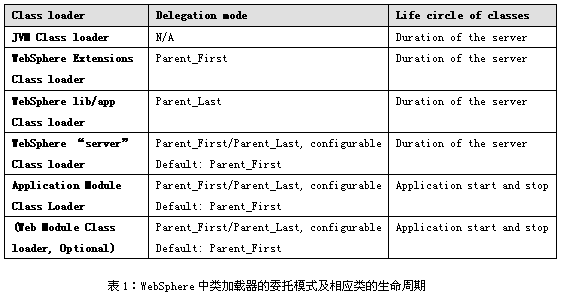 Class loader Delegation mode Life circle of classes
JVM Class loader N/A Duration of the server
WebSphere Extensions Parent_First Duration of the server
Class loader
WebSphere lib/app Parent_Last Duration of the server
Class loader
WebSphere “server” Parent_First/Parent_Last, configurable Duration of the server
Class loader Default: Parent_First
Application Module Parent_First/Parent_Last, configurable Application start and stop
Class Loader Default: Parent_First
(Web Module Class Parent_First/Parent_Last, configurable Application start and stop
loader, Optional) Default: Parent_First
表 1：WebSphere 中类加载器的委托模式及相应类的生命周期